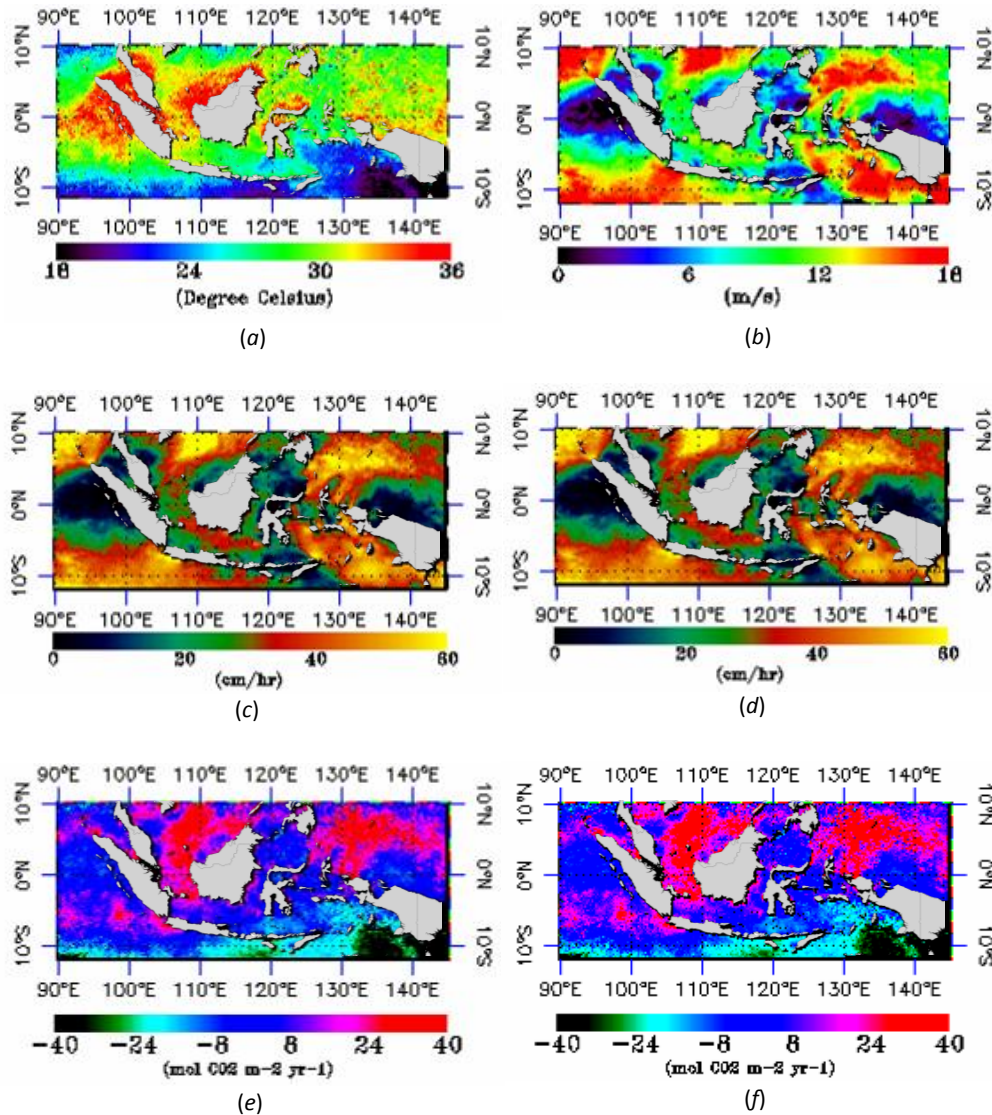 90°E 100°E 110°E 120°E 130°E 140°E
10°N 10°N
0°N 0°N
10°S 10°S
90°E 100°E 110°E 120°E 130°E 140°E
18 24 30 36
(Degree Celsius)
(a)
90°E 100°E 110°E 120°E 130°E 140°E
10°N 10°N
0°N 0°N
10°S 10°S
90°E 100°E 110°E 120°E 130°E 140°E
0 6 12 18
(m/s)
(b)
90°E 100°E 110°E 120°E 130°E 140°E
10°N 10°N
0°N 0°N
10°S 10°S
90°E 100°E 110°E 120°E 130°E 140°E
0 20 40 60
(cm/hr)
(c)
90°E 100°E 110°E 120°E 130°E 140°E
10°N 10°N
0°N 0°N
10°S 10°S
90°E 100°E 110°E 120°E 130°E 140°E
0 20 40 60
(cm/hr)
(d)
90°E 100°E 110°E 120°E 130°E 140°E
10°N 10°N
0°N 0°N
10°S 10°S
90°E 100°E 110°E 120°E 130°E 140°E
-40 -24 -8 8 24 40
(mol CO2 m-2 yr-1)
(e)
90°E 100°E 110°E 120°E 130°E 140°E
10°N 10°N
0°N 0°N
10°S 10°S
90°E 100°E 110°E 120°E 130°E 140°E
-40 -24 -8 8 24 40
(mol CO2 m-2 yr-1)
(f)